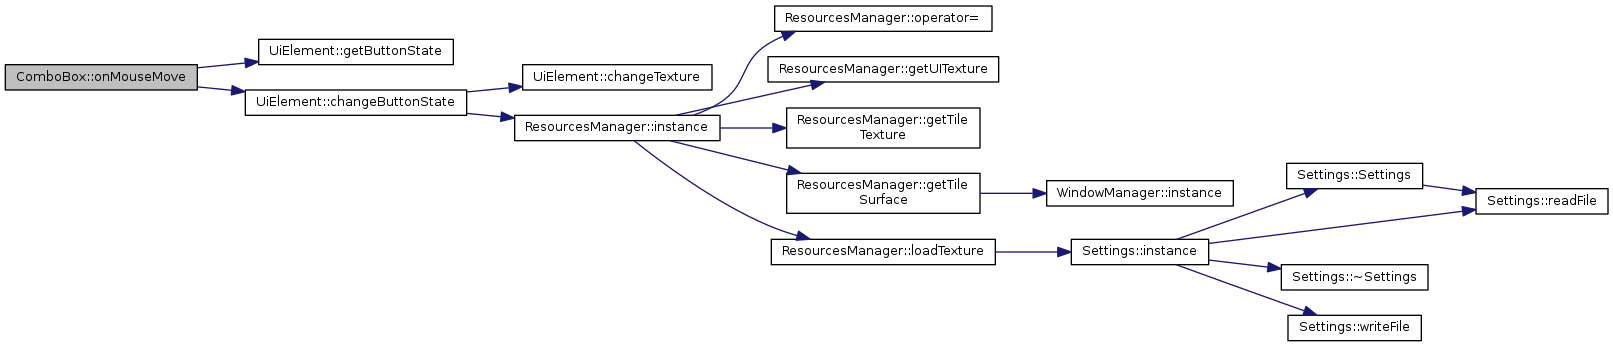 ComboBox::onMouseMove
UiElement::getButtonState
UiElement::changeButtonState
UiElement::changeTexture
ResourcesManager::instance
ResourcesManager::operator=
ResourcesManager::getUITexture
ResourcesManager::getTile
Texture
ResourcesManager::getTile
Surface
ResourcesManager::loadTexture
WindowManager::instance
Settings::instance
Settings::Settings
Settings::readFile
Settings::~Settings
Settings::writeFile